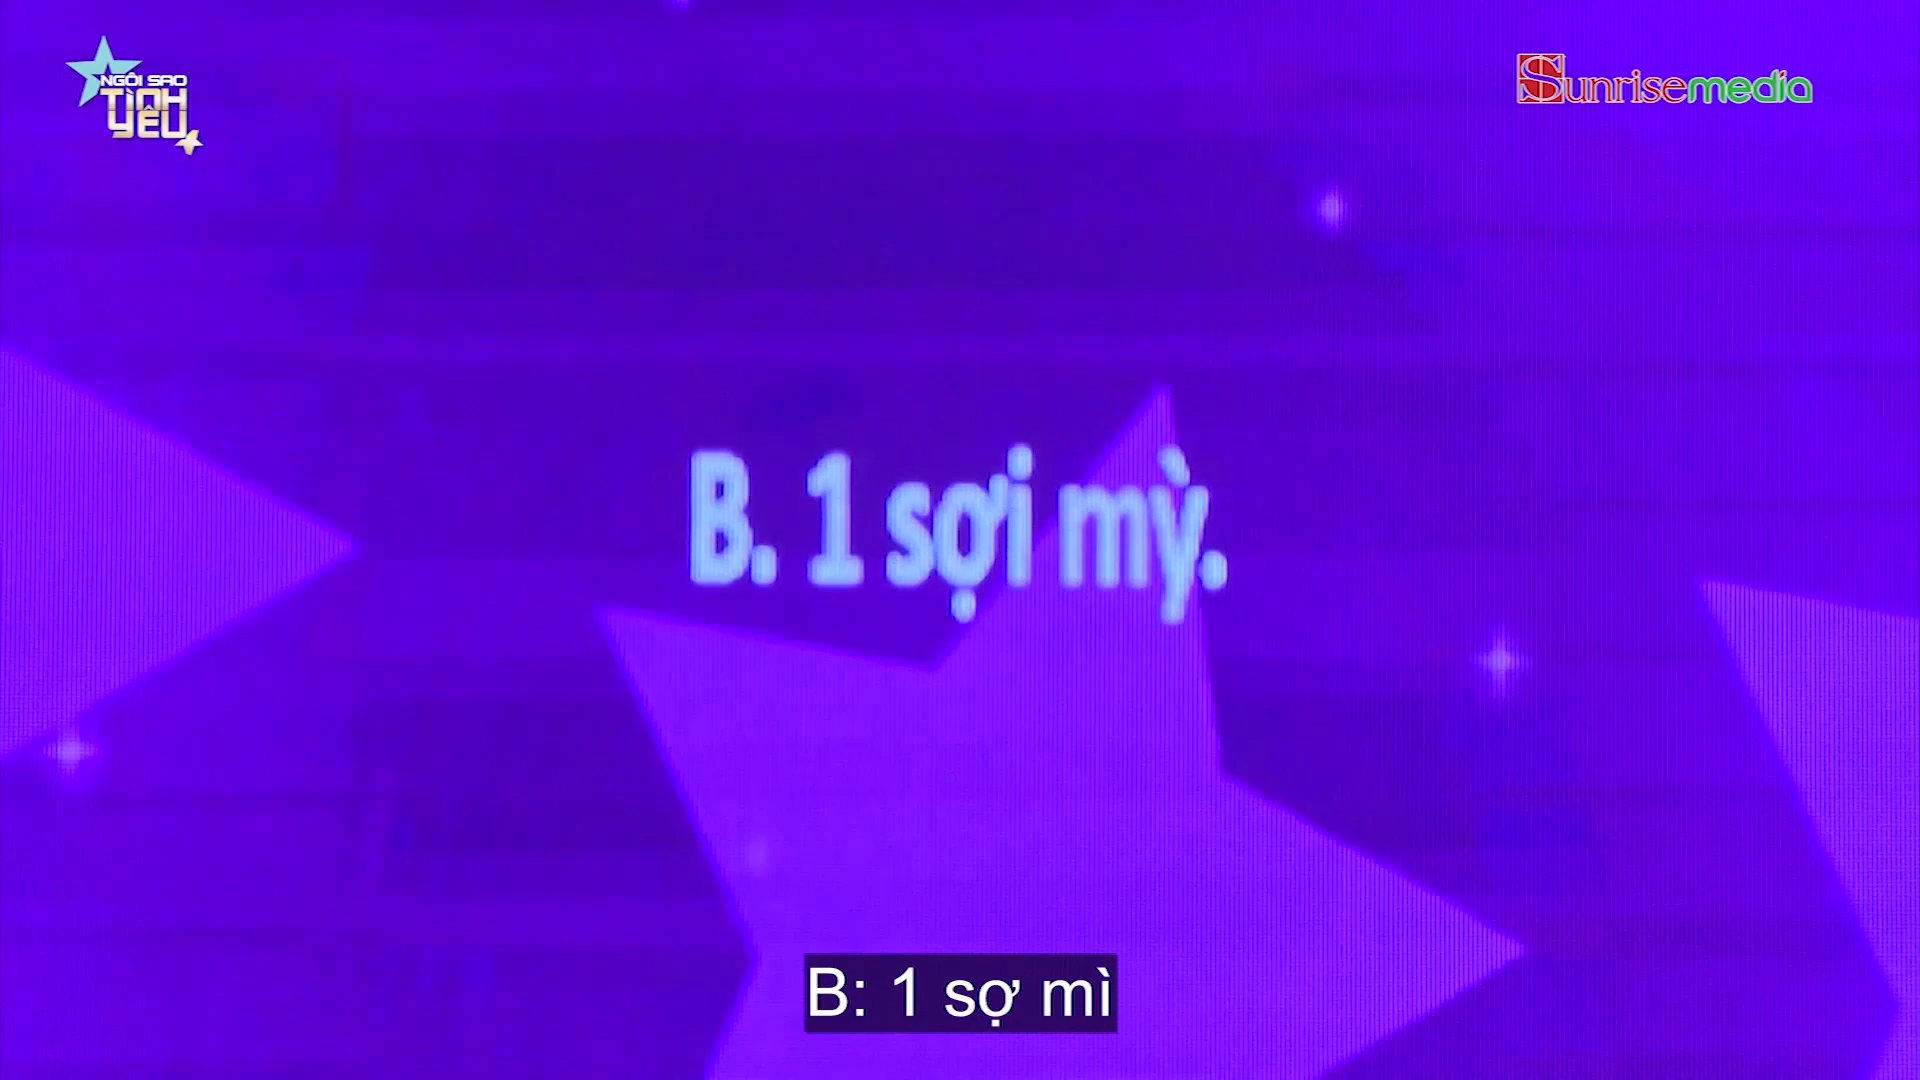 NGÔI SAO
TÌNH
YÊU
Sunrisemedia
B. 1 sợi mỳ.
B: 1 sợ mì